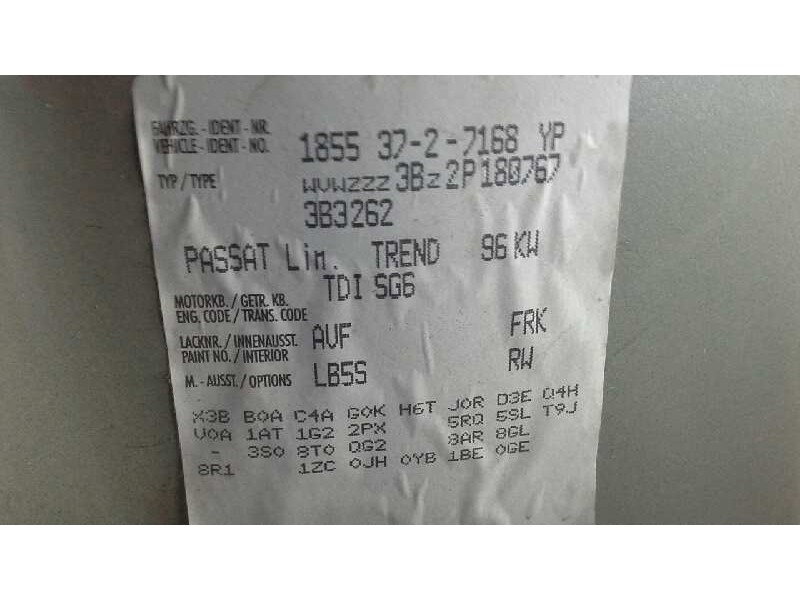 FAHRZG.-IDENT-NR.
VEHICLE-IDENT-NO. 1855 37-2-7168 YP
WVWZZZ3BZ2P180767
TYP/TYPE 3B3262
PASSAT Lim. TREND 96 KW
TDI SG6
MOTORKB./GETR. KB.
ENG. CODE/TRANS. CODE AVF FRK
LACKNR./INNENAUSST.
PAINT NO./INTERIOR LB5S RW
M.-AUSST./OPTIONS
X3B B0A C4A G0K H6T J0R D3E Q4H
V0A 1AT 1G2 2PX 5RQ 5SL T9J
- 3S0 8T0 QG2 3AR 8GL
8R1 1ZC 0JH 0YB 1BE 0GE